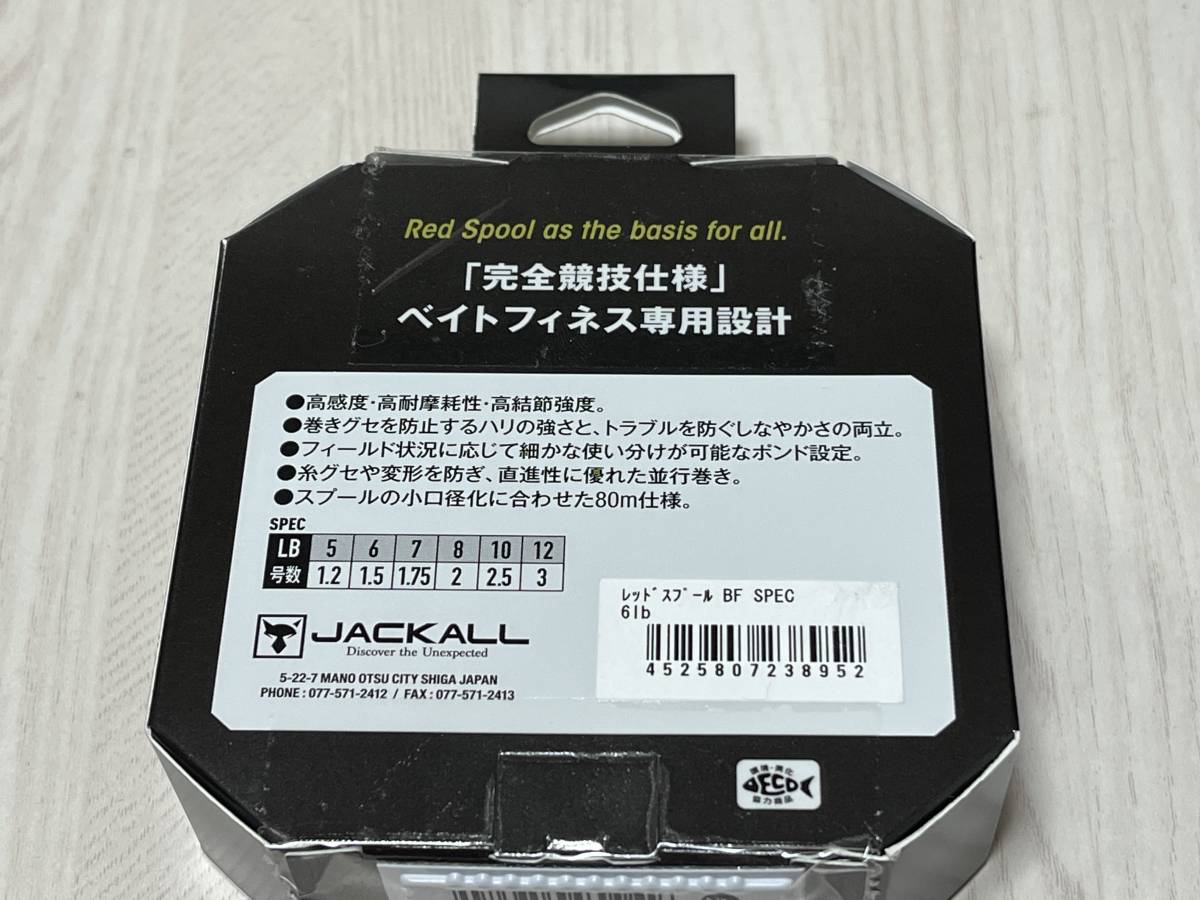 Red Spool as the basis for all.
「完全競技仕様」
ベイトフィネス専用設計
●高感度・高耐摩耗性・高結節強度。
●巻きグセを防止するハリの強さと、トラブルを防ぐしなやかさの両立。
●フィールド状況に応じて細かな使い分けが可能なポンド設定。
●糸グセや変形を防ぎ、直進性に優れた並行巻き。
●スプールの小口径化に合わせた80m仕様。
SPEC
LB 5 6 7 8 10 12
号数 1.2 1.5 1.75 2 2.5 3
ﾚｯﾄﾞｽﾌﾟｰﾙ BF SPEC
6lb
4525807238952
JACKALL
Discover the Unexpected
5-22-7 MANO OTSU CITY SHIGA JAPAN
PHONE : 077-571-2412 / FAX : 077-571-2413
環境・美化
ECO
協力商品